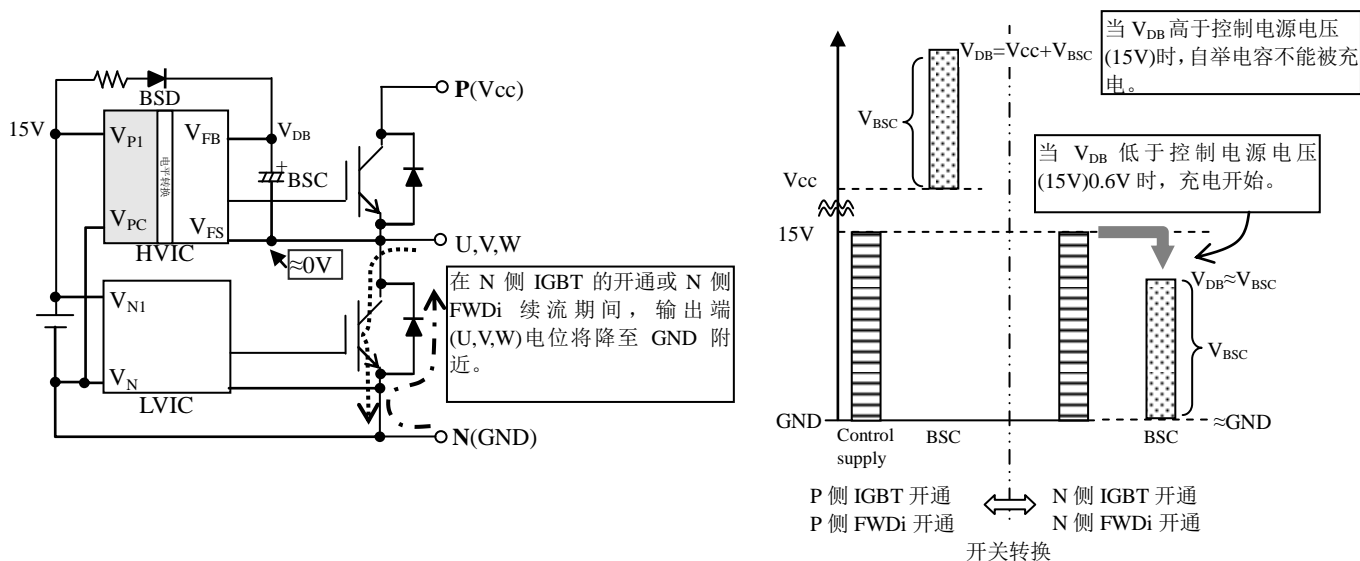 BSD
P(Vcc)
15V
V_P1
V_FB
V_DB
电平转换
+
BSC
V_PC
V_FS
HVIC
≈0V
U,V,W
在 N 侧 IGBT 的开通或 N 侧
FWDi 续流期间，输出端
(U,V,W)电位将降至 GND 附
近。
V_N1
V_N
LVIC
N(GND)
V_DB=Vcc+V_BSC
当 V_DB 高于控制电源电压
(15V)时，自举电容不能被充
电。
V_BSC
当 V_DB 低于控制电源电压
(15V)0.6V 时，充电开始。
Vcc
15V
V_DB≈V_BSC
V_BSC
GND
≈GND
Control
supply
BSC
BSC
P 侧 IGBT 开通
P 侧 FWDi 开通
N 侧 IGBT 开通
N 侧 FWDi 开通
开关转换